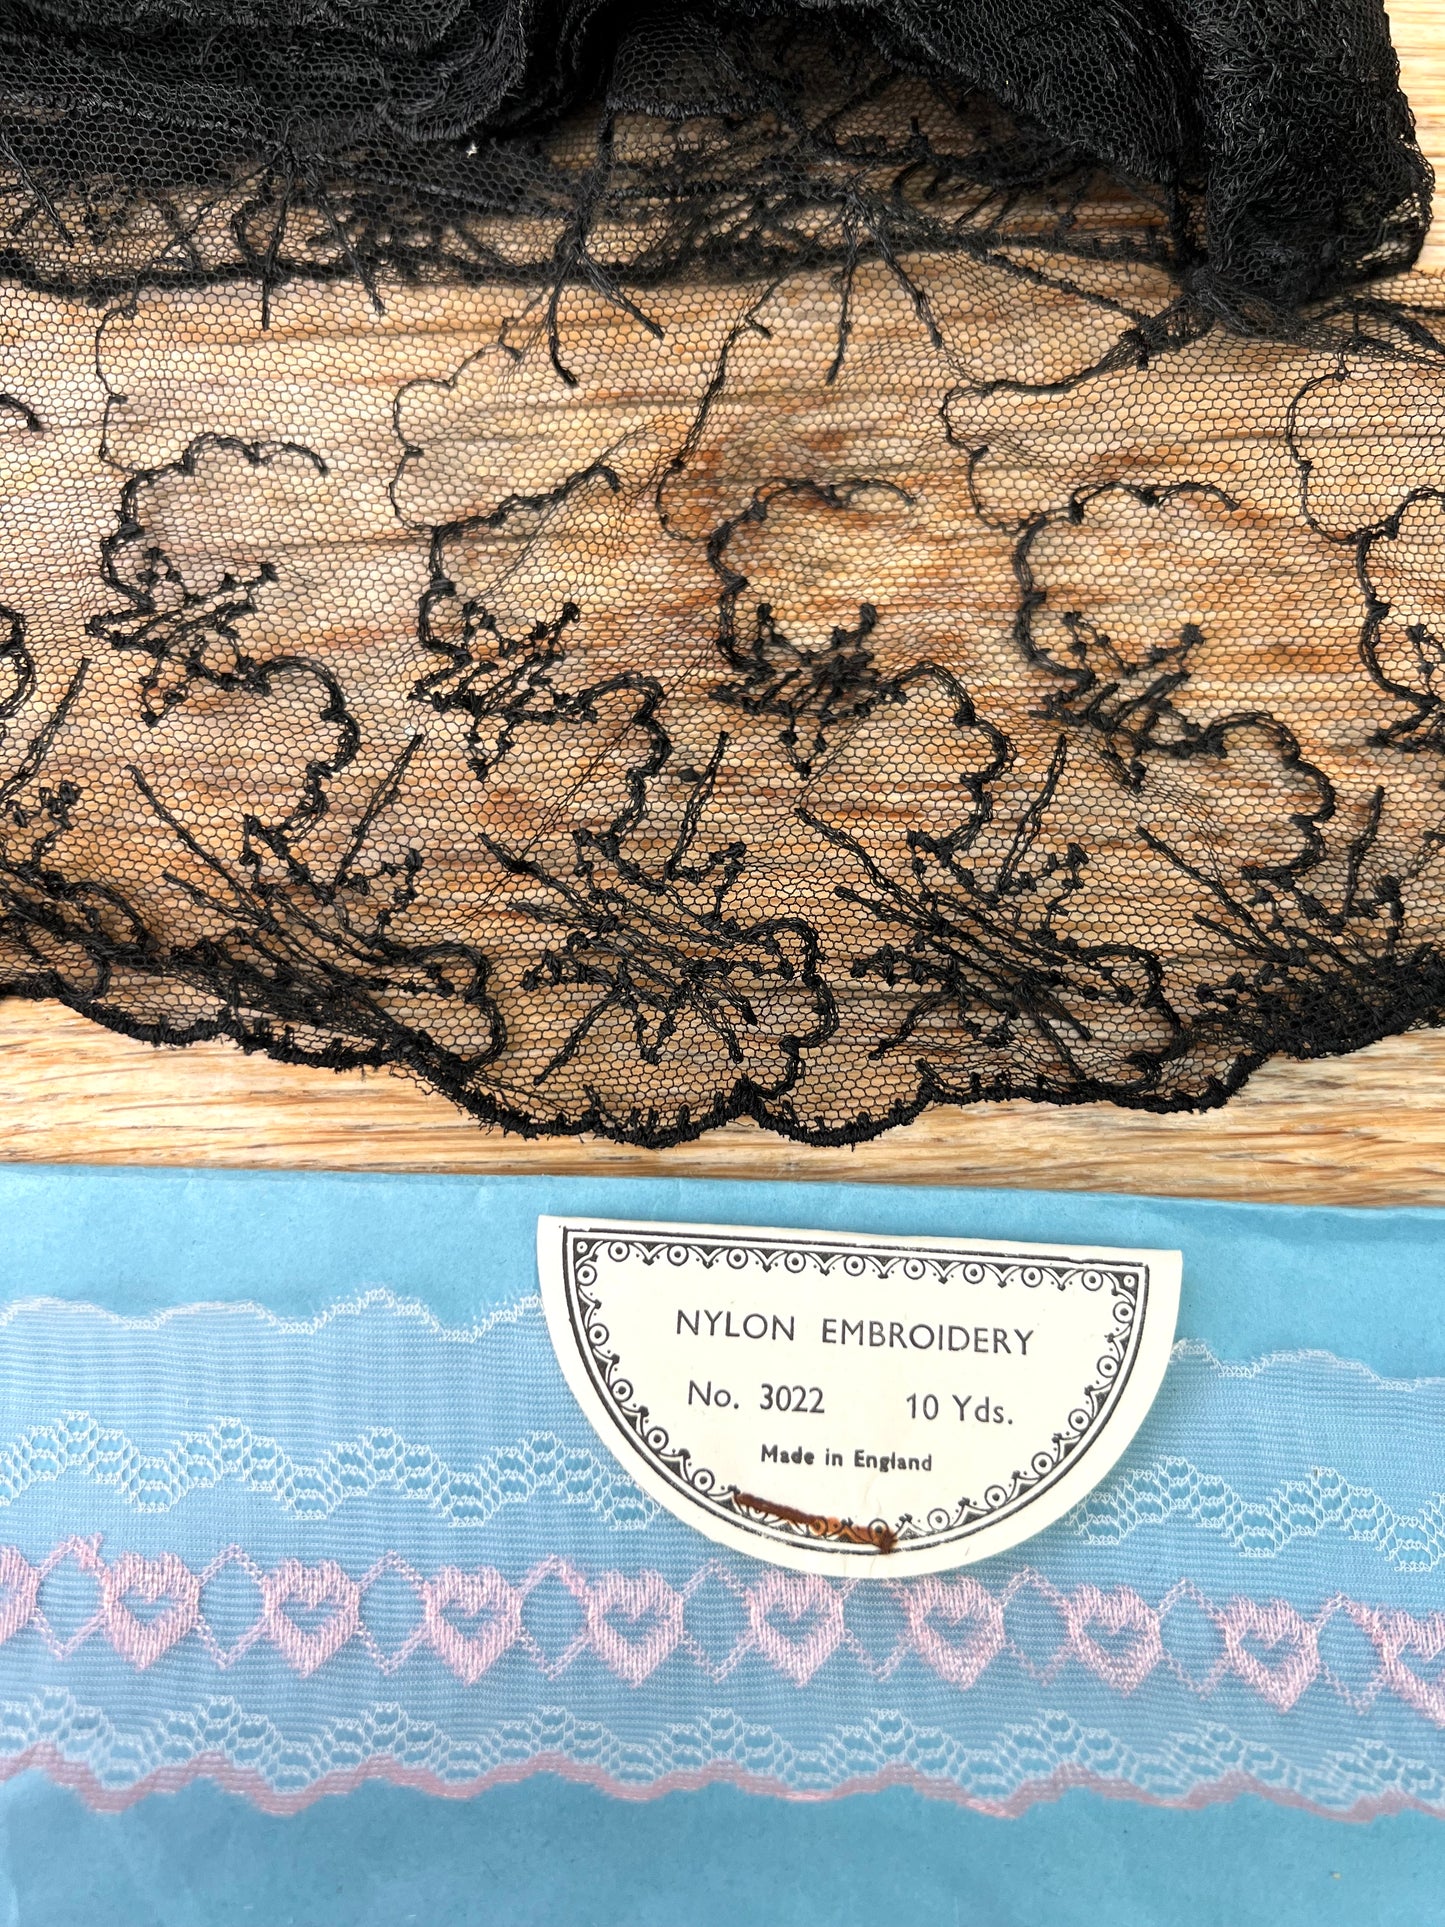 NYLON EMBROIDERY
No. 3022 10 Yds.
Made in England